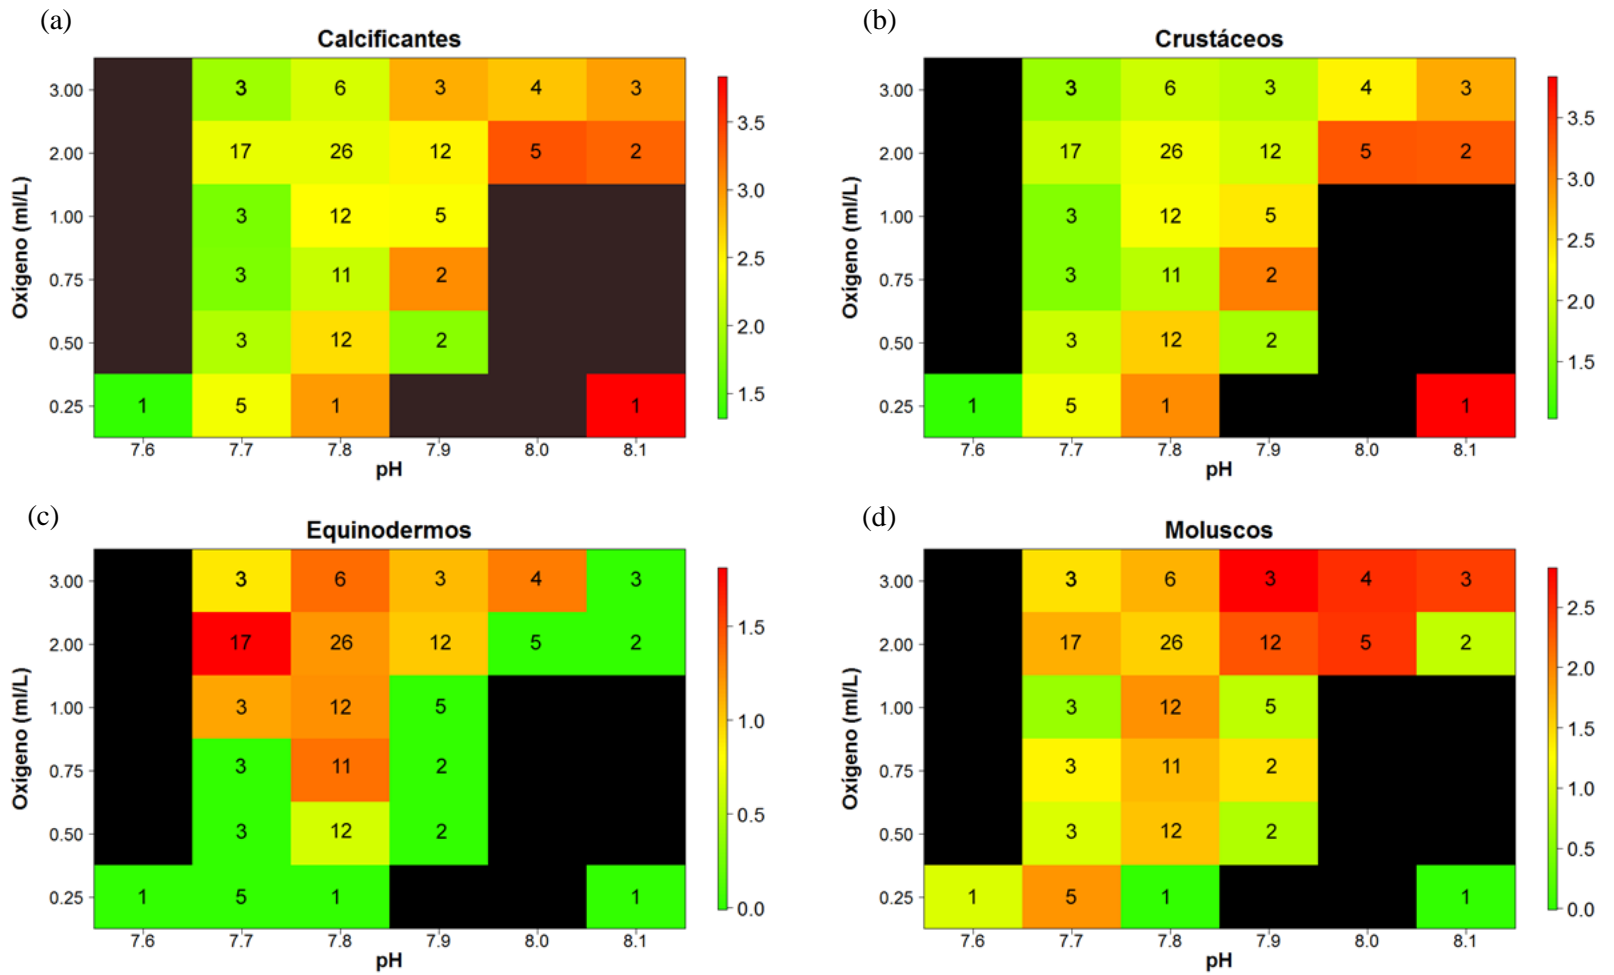 (a)
Calcificantes
Oxígeno (ml/L)
3.00 3 6 3 4 3
2.00 17 26 12 5 2
1.00 3 12 5
0.75 3 11 2
0.50 3 12 2
0.25 1 5 1 1
7.6 7.7 7.8 7.9 8.0 8.1
pH
3.5
3.0
2.5
2.0
1.5
(b)
Crustáceos
Oxígeno (ml/L)
3.00 3 6 3 4 3
2.00 17 26 12 5 2
1.00 3 12 5
0.75 3 11 2
0.50 3 12 2
0.25 1 5 1 1
7.6 7.7 7.8 7.9 8.0 8.1
pH
3.5
3.0
2.5
2.0
1.5
(c)
Equinodermos
Oxígeno (ml/L)
3.00 3 6 3 4 3
2.00 17 26 12 5 2
1.00 3 12 5
0.75 3 11 2
0.50 3 12 2
0.25 1 5 1 1
7.6 7.7 7.8 7.9 8.0 8.1
pH
1.5
1.0
0.5
0.0
(d)
Moluscos
Oxígeno (ml/L)
3.00 3 6 3 4 3
2.00 17 26 12 5 2
1.00 3 12 5
0.75 3 11 2
0.50 3 12 2
0.25 1 5 1 1
7.6 7.7 7.8 7.9 8.0 8.1
pH
2.5
2.0
1.5
1.0
0.5
0.0